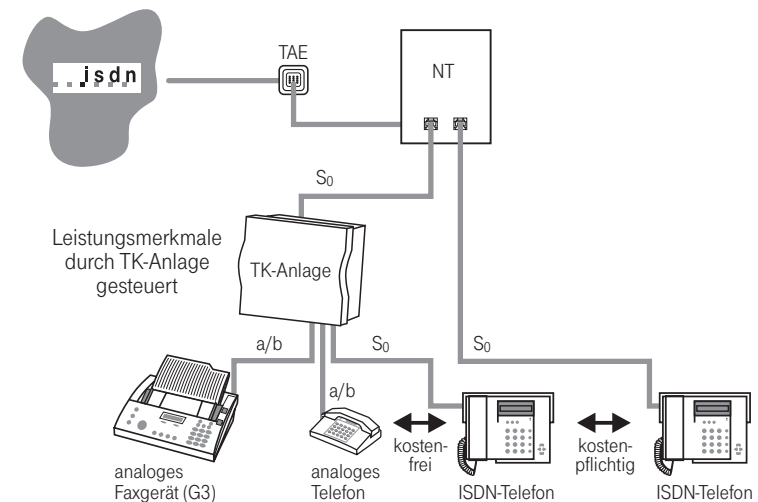 isdn
TAE
NT
S0
Leistungsmerkmale
durch TK-Anlage
gesteuert
TK-Anlage
a/b
S0
S0
a/b
kosten-
frei
kosten-
pflichtig
analoges
Faxgerät (G3)
analoges
Telefon
ISDN-Telefon
ISDN-Telefon